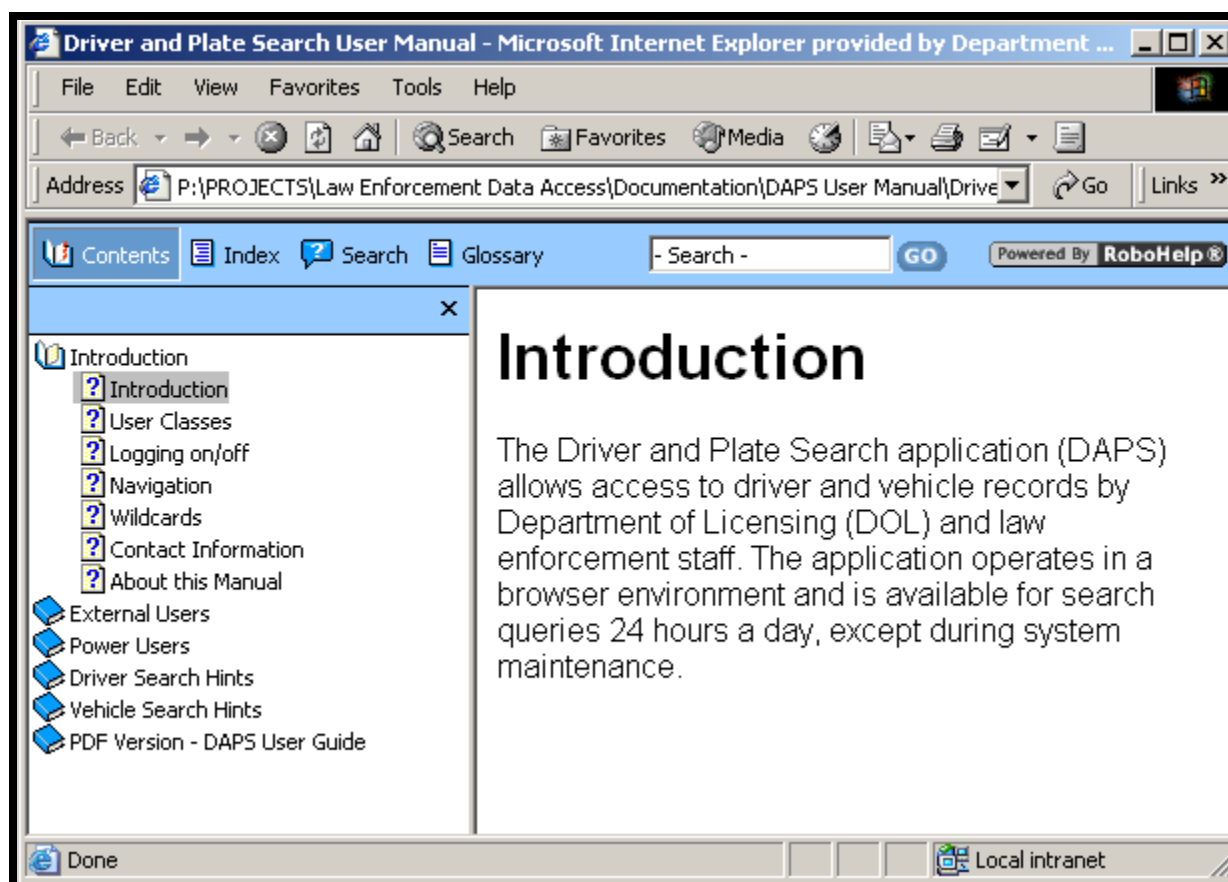 Driver and Plate Search User Manual - Microsoft Internet Explorer provided by Department ...
File Edit View Favorites Tools Help
Back Search Favorites Media
Address P:\PROJECTS\Law Enforcement Data Access\Documentation\DAPS User Manual\Drive Go Links »
Contents Index Search Glossary - Search - GO Powered By RoboHelp®
Introduction
Introduction
User Classes
Logging on/off
Navigation
Wildcards
Contact Information
About this Manual
External Users
Power Users
Driver Search Hints
Vehicle Search Hints
PDF Version - DAPS User Guide
Introduction
The Driver and Plate Search application (DAPS)
allows access to driver and vehicle records by
Department of Licensing (DOL) and law
enforcement staff. The application operates in a
browser environment and is available for search
queries 24 hours a day, except during system
maintenance.
Done Local intranet